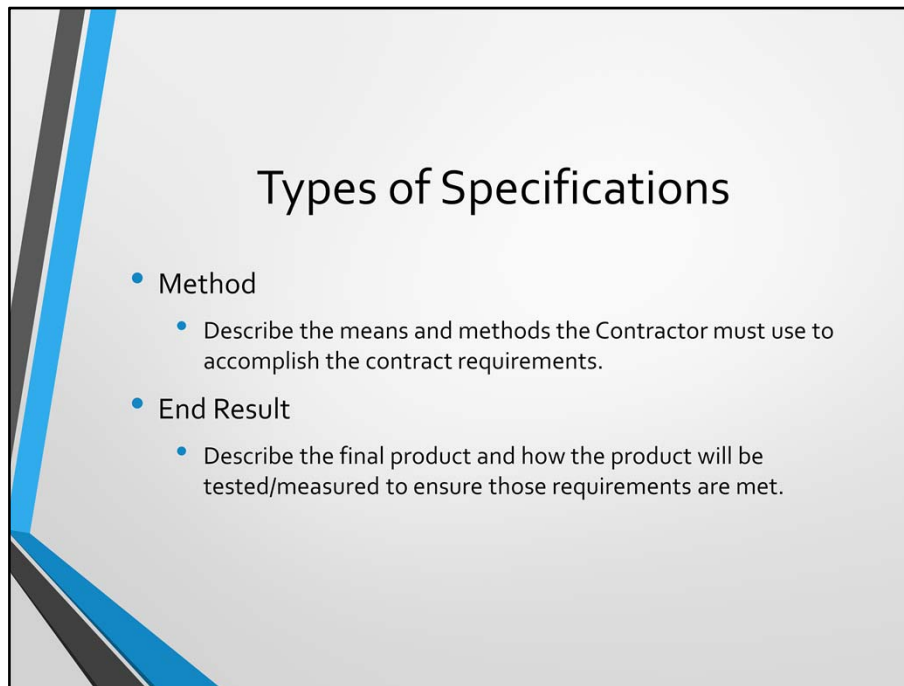 Types of Specifications
• Method
• Describe the means and methods the Contractor must use to
accomplish the contract requirements.
• End Result
• Describe the final product and how the product will be
tested/measured to ensure those requirements are met.